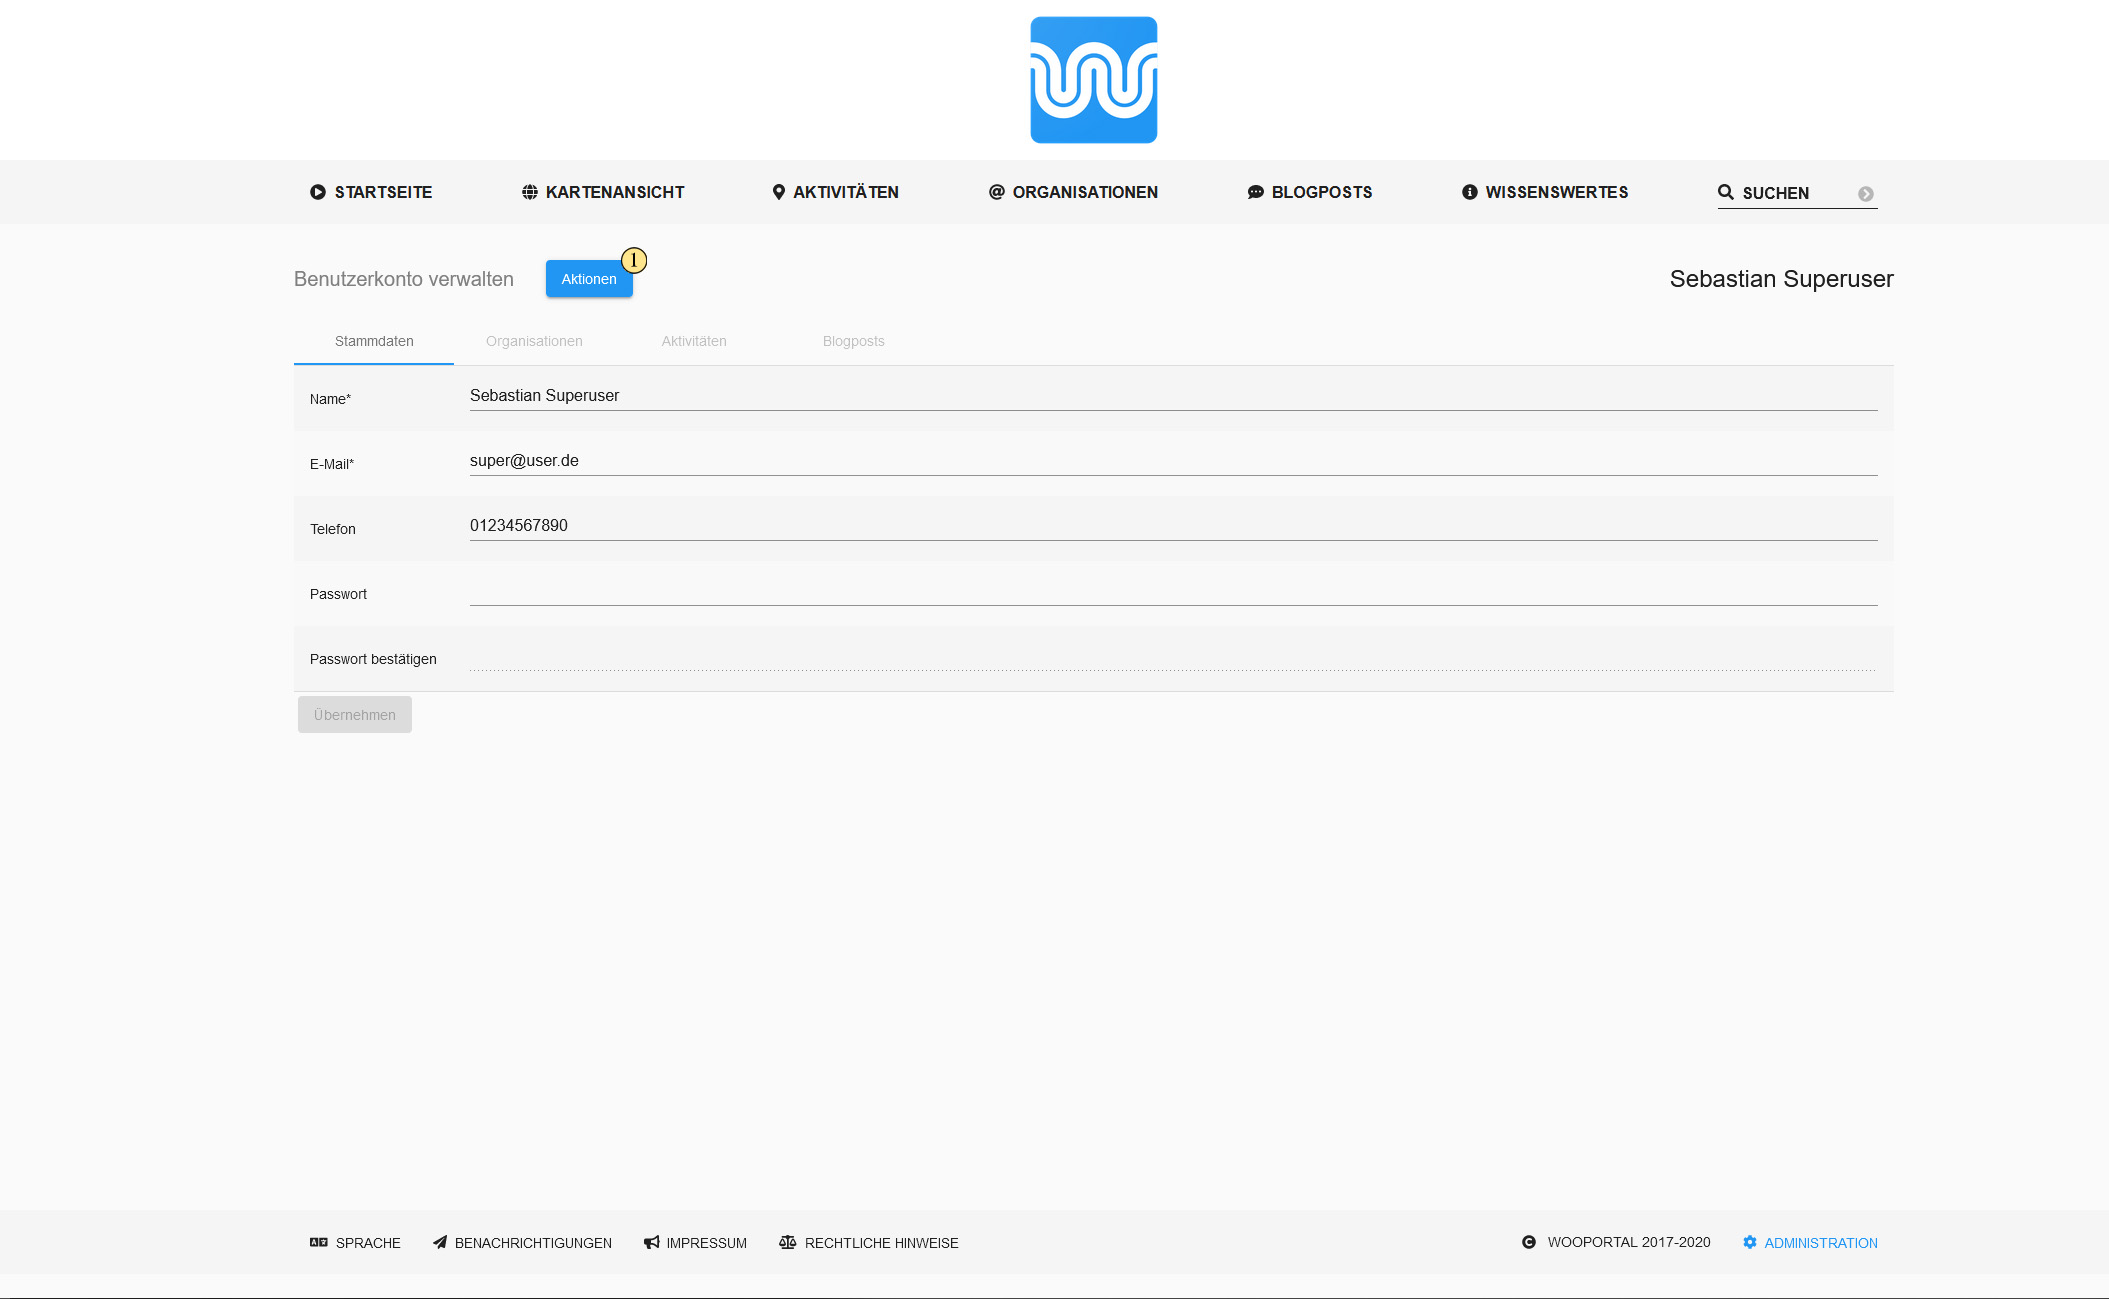 STARTSEITE KARTENANSICHT AKTIVITÄTEN ORGANISATIONEN BLOGPOSTS WISSENSWERTES SUCHEN
Benutzerkonto verwalten Aktionen 1 Sebastian Superuser
Stammdaten Organisationen Aktivitäten Blogposts
Name* Sebastian Superuser
E-Mail* super@user.de
Telefon 01234567890
Passwort
Passwort bestätigen
Übernehmen
SPRACHE BENACHRICHTIGUNGEN IMPRESSUM RECHTLICHE HINWEISE WOOPORTAL 2017-2020 ADMINISTRATION